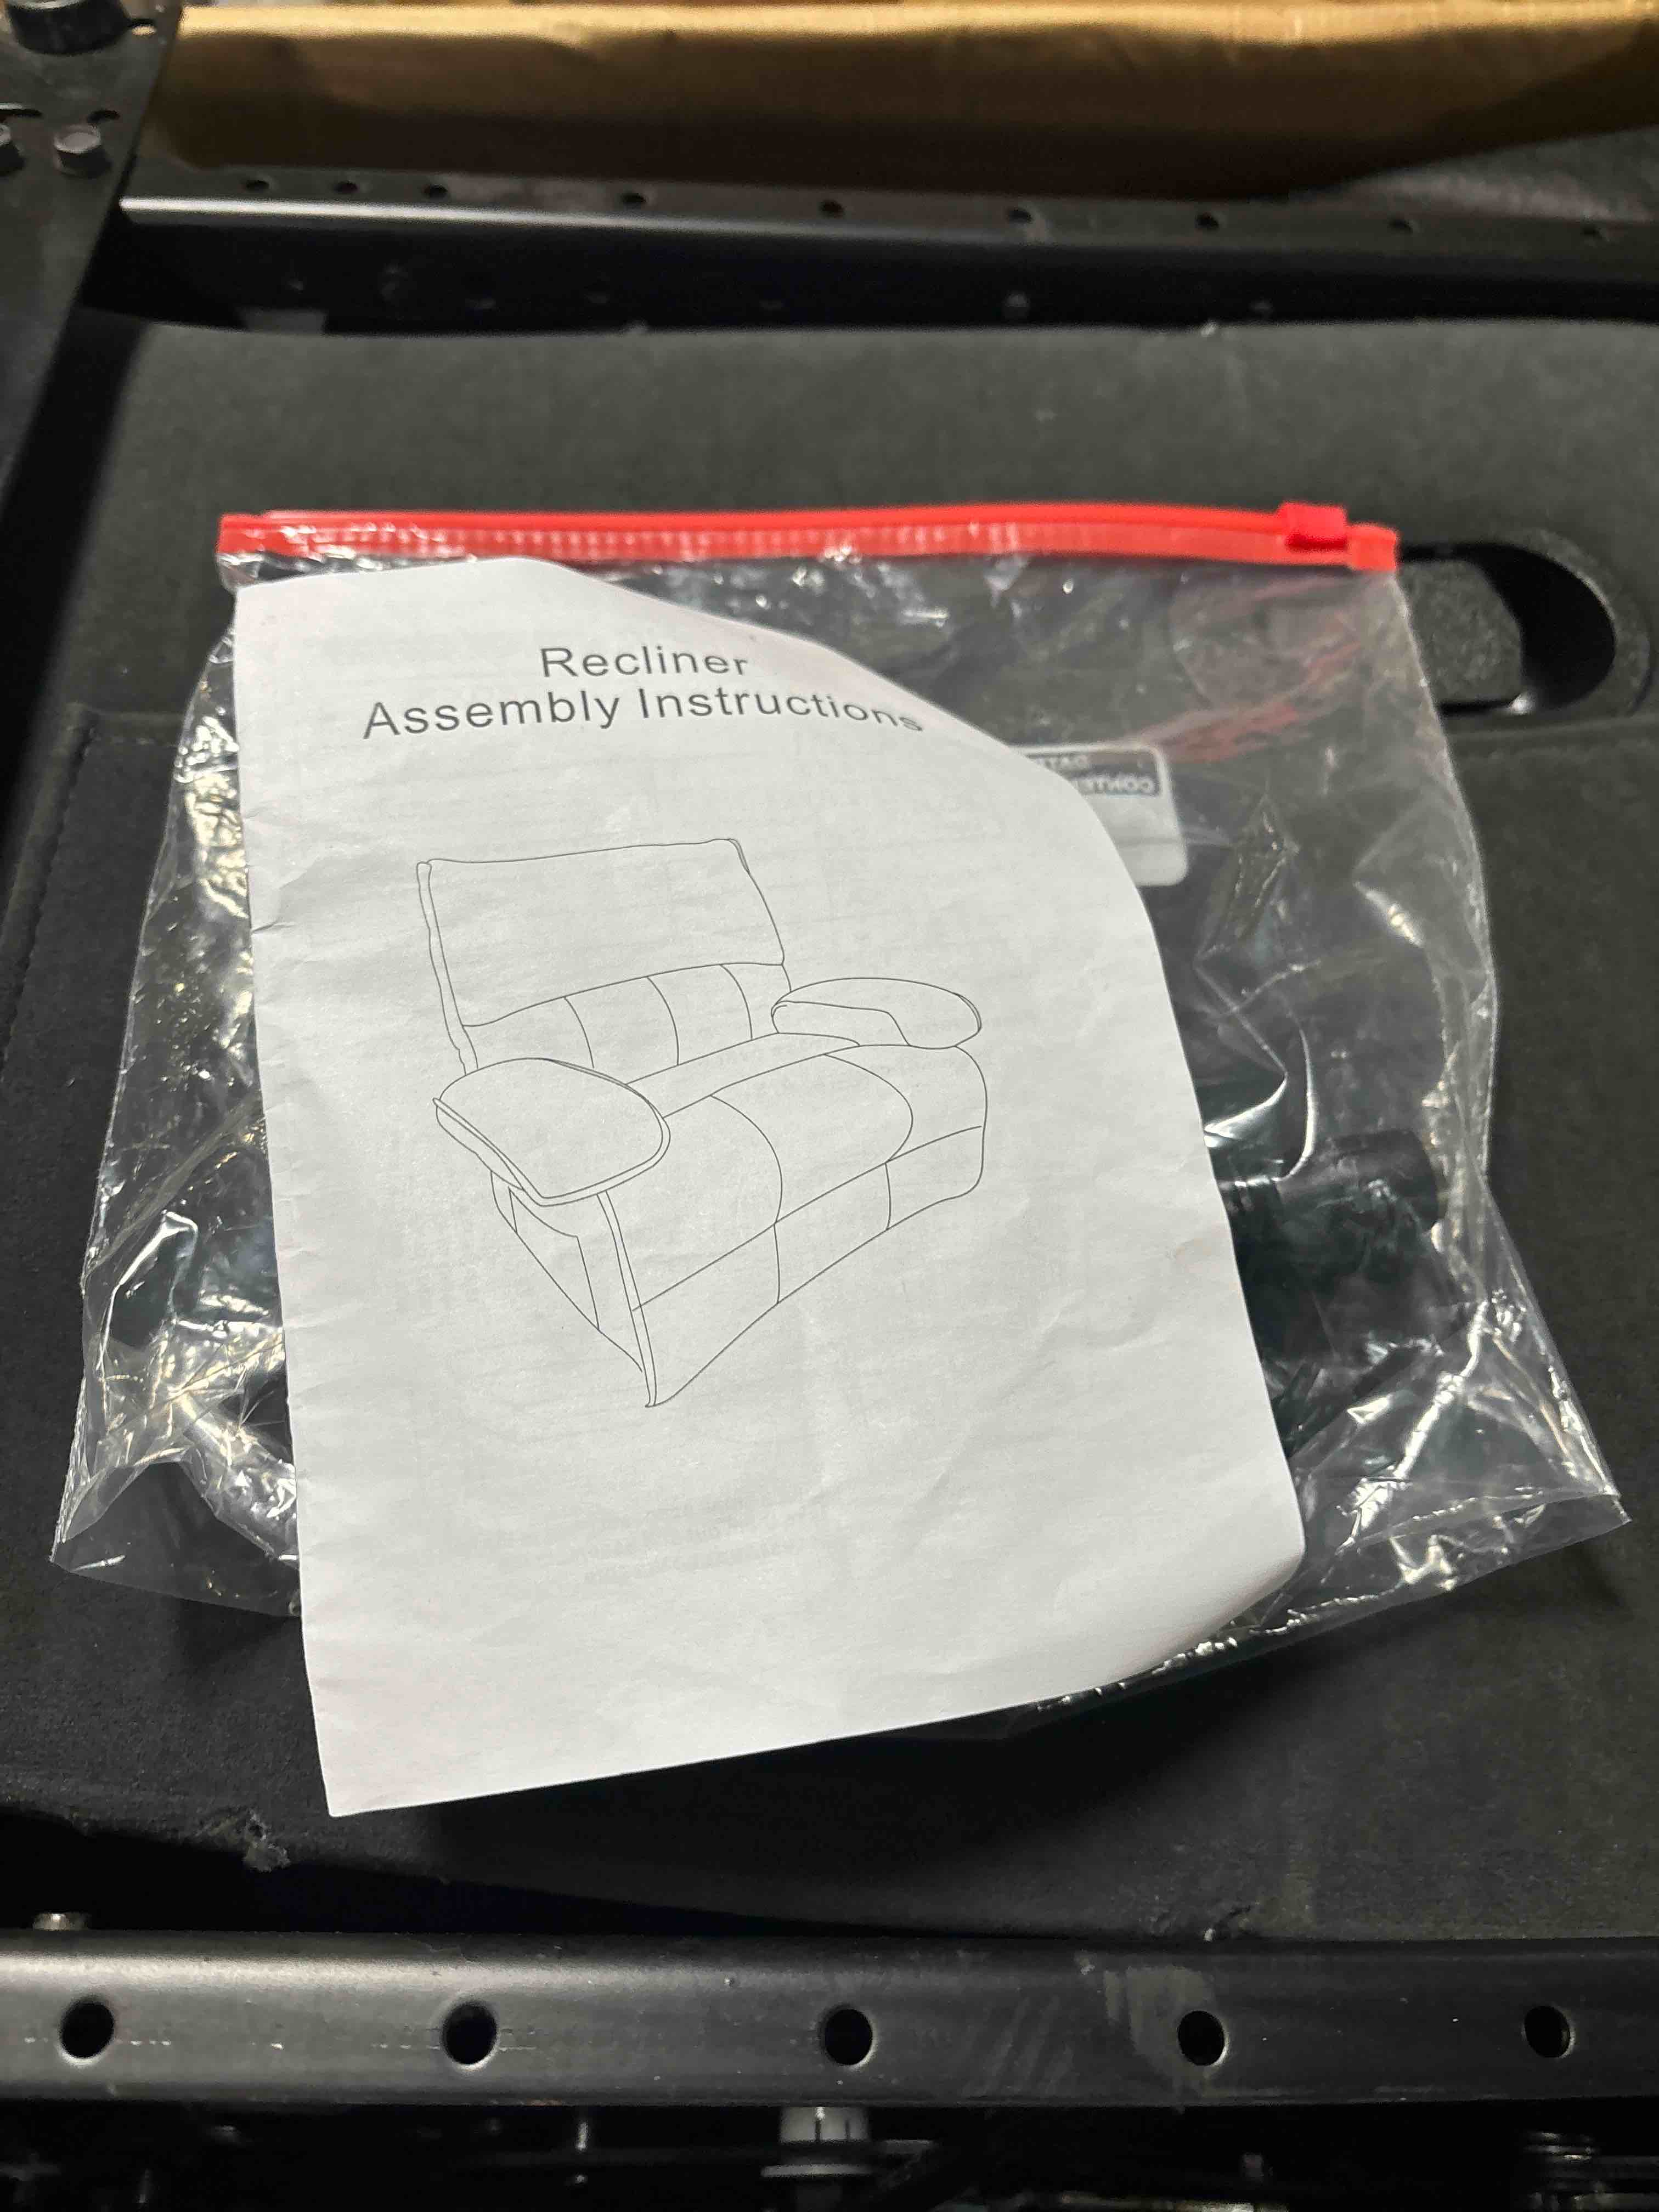 Recliner
Assembly Instructions